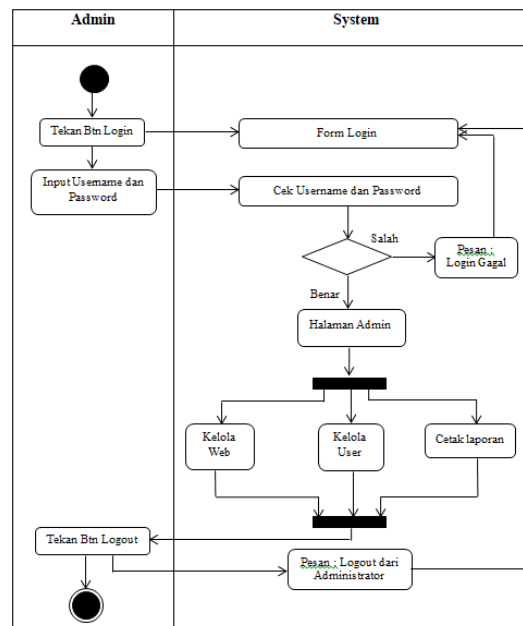 Admin
System
Tekan Btn Login
Form Login
Input Username dan
Password
Cek Username dan Password
Salah
Pesan :
Login Gagal
Benar
Halaman Admin
Kelola
Web
Kelola
User
Cetak laporan
Tekan Btn Logout
Pesan : Logout dari
Administrator